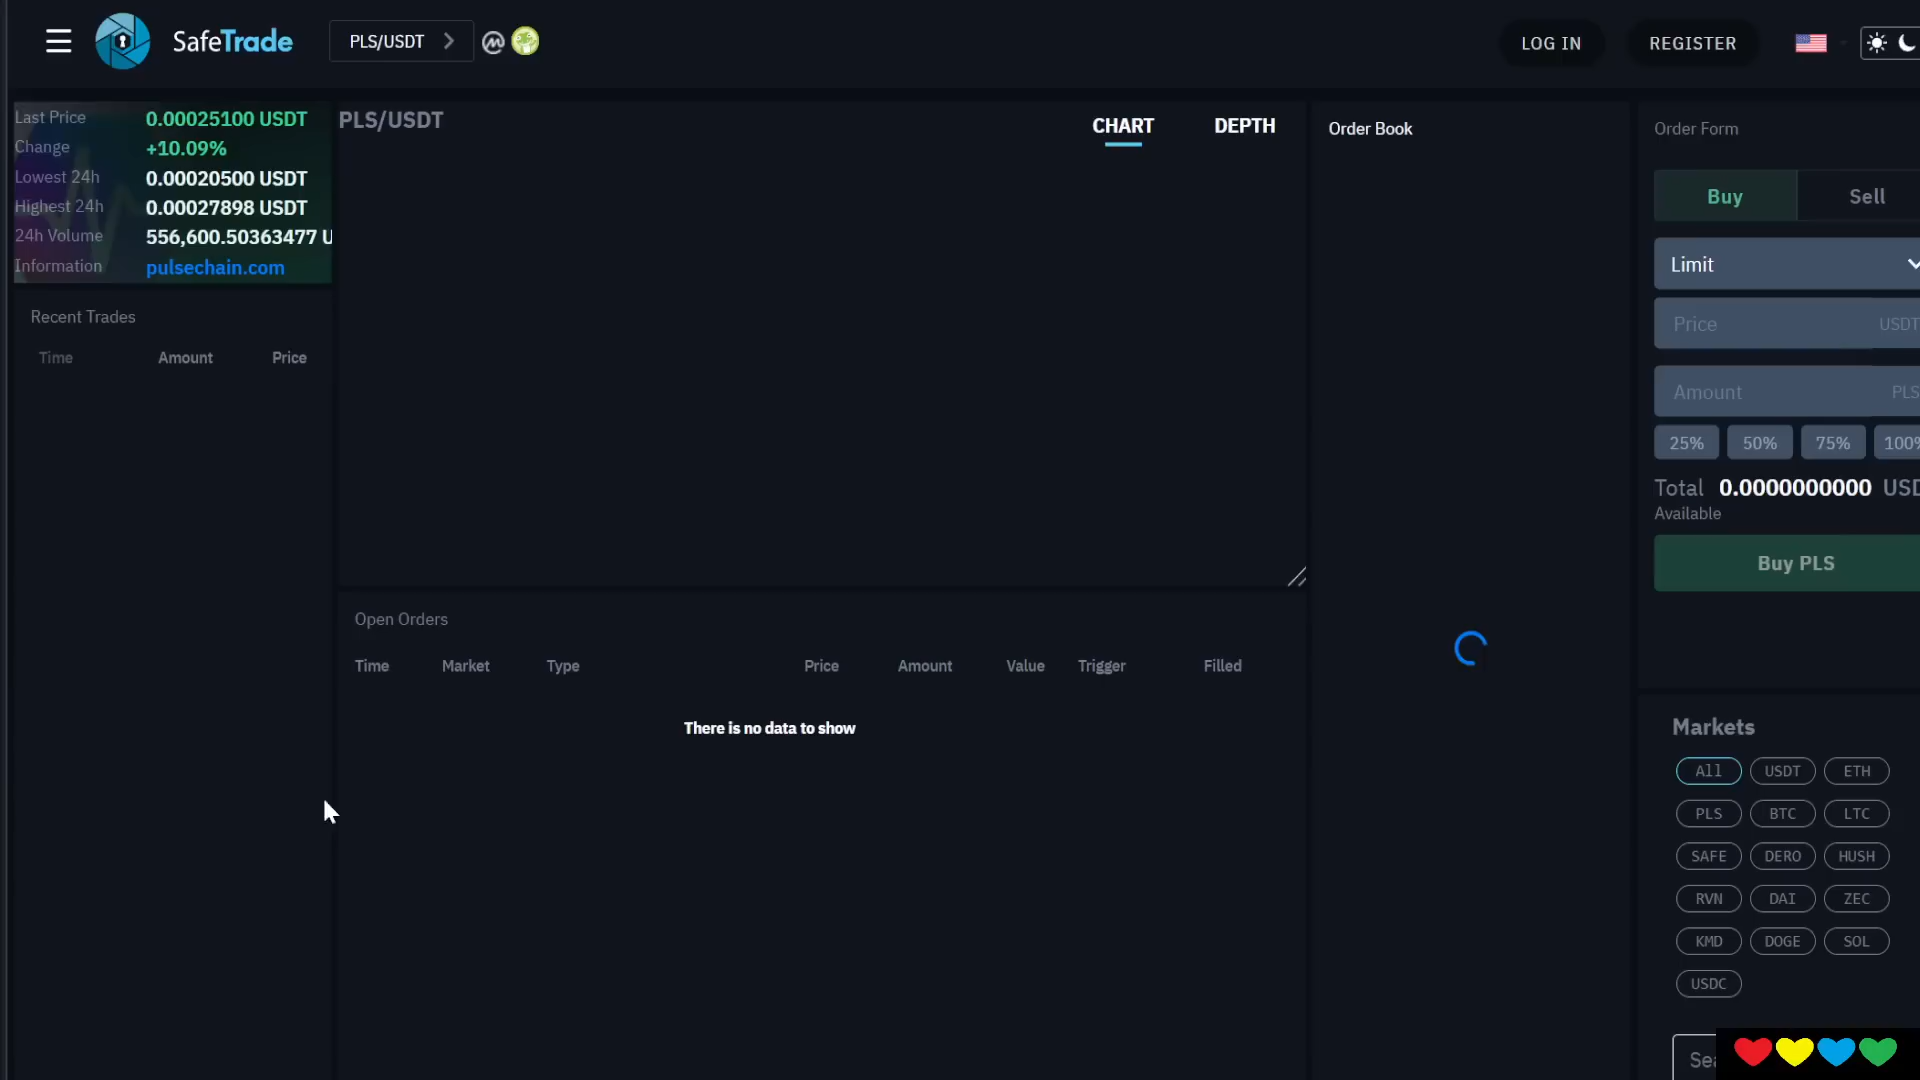 SafeTrade
PLS/USDT
LOG IN
REGISTER
Last Price 0.00025100 USDT
Change +10.09%
Lowest 24h 0.00020500 USDT
Highest 24h 0.00027898 USDT
24h Volume 556,600.50363477 U
Information pulsechain.com
Recent Trades
Time Amount Price
PLS/USDT
CHART DEPTH
Open Orders
Time Market Type Price Amount Value Trigger Filled
There is no data to show
Order Book
Order Form
Buy Sell
Limit
Price USDT
Amount PLS
25% 50% 75% 100%
Total 0.0000000000 USD
Available
Buy PLS
Markets
All USDT ETH
PLS BTC LTC
SAFE DERO HUSH
RVN DAI ZEC
KMD DOGE SOL
USDC
Sea